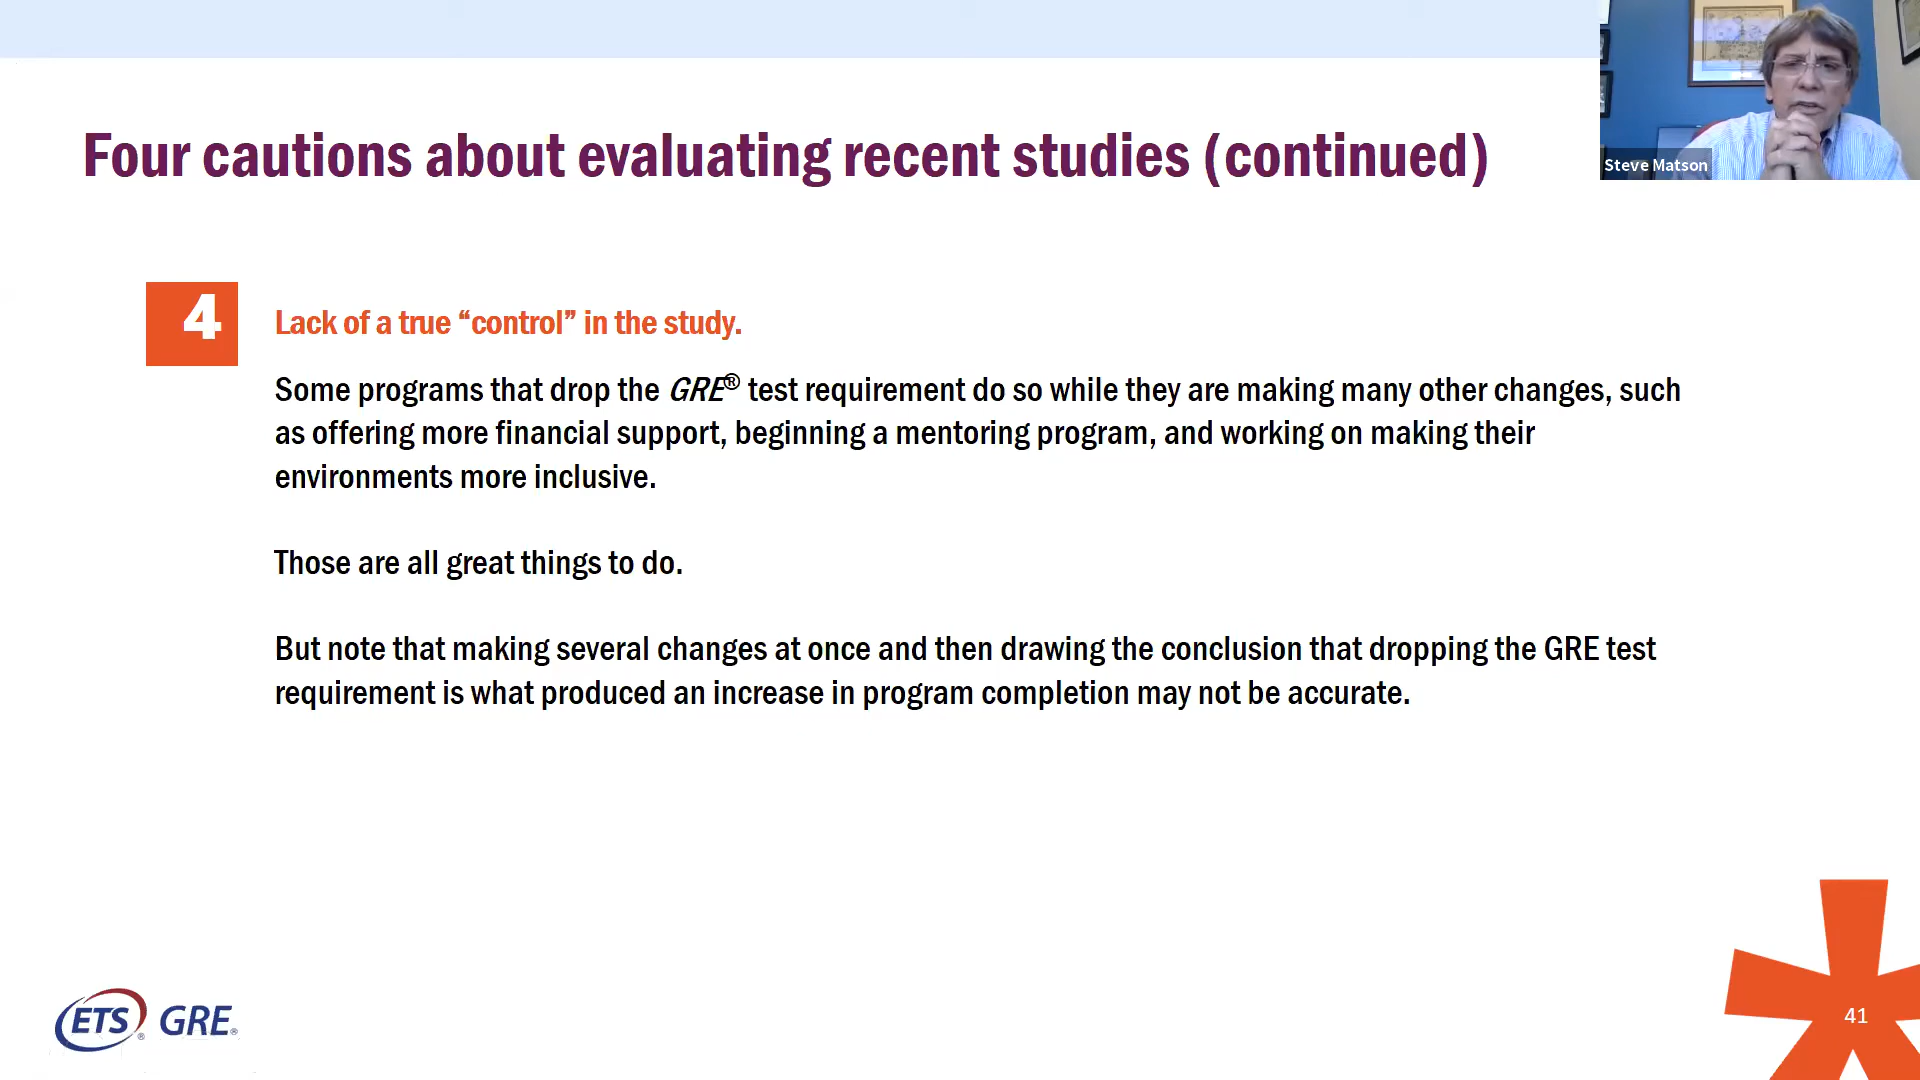 Four cautions about evaluating recent studies (continued)
Steve Matson
4
Lack of a true “control” in the study.
Some programs that drop the GRE® test requirement do so while they are making many other changes, such
as offering more financial support, beginning a mentoring program, and working on making their
environments more inclusive.
Those are all great things to do.
But note that making several changes at once and then drawing the conclusion that dropping the GRE test
requirement is what produced an increase in program completion may not be accurate.
ETS® GRE®
41